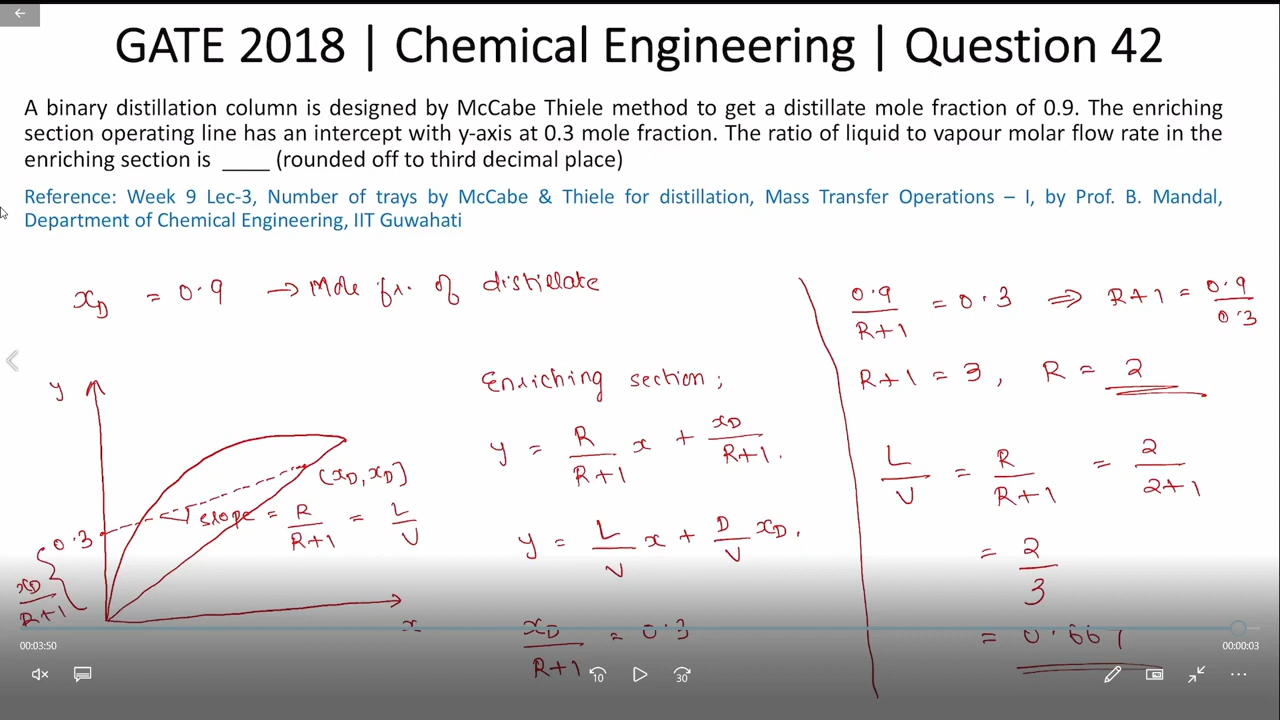 GATE 2018 | Chemical Engineering | Question 42
A binary distillation column is designed by McCabe Thiele method to get a distillate mole fraction of 0.9. The enriching
section operating line has an intercept with y-axis at 0.3 mole fraction. The ratio of liquid to vapour molar flow rate in the
enriching section is ____ (rounded off to third decimal place)
Reference: Week 9 Lec-3, Number of trays by McCabe & Thiele for distillation, Mass Transfer Operations – I, by Prof. B. Mandal,
Department of Chemical Engineering, IIT Guwahati
x_D = 0.9 → Mole fr. of distillate
y
(x_D, x_D]
slope = R/R+1 = L/V
0.3
x_D/R+1
x
Enriching section;
y = R/R+1 x + x_D/R+1.
y = L/V x + D/V x_D.
x_D/R+1 = 0.3
0.9/R+1 = 0.3 ⇒ R+1 = 0.9/0.3
R+1 = 3, R = 2
L/V = R/R+1 = 2/2+1
= 2/3
= 0.667
00:03:50
00:00:03
10
30